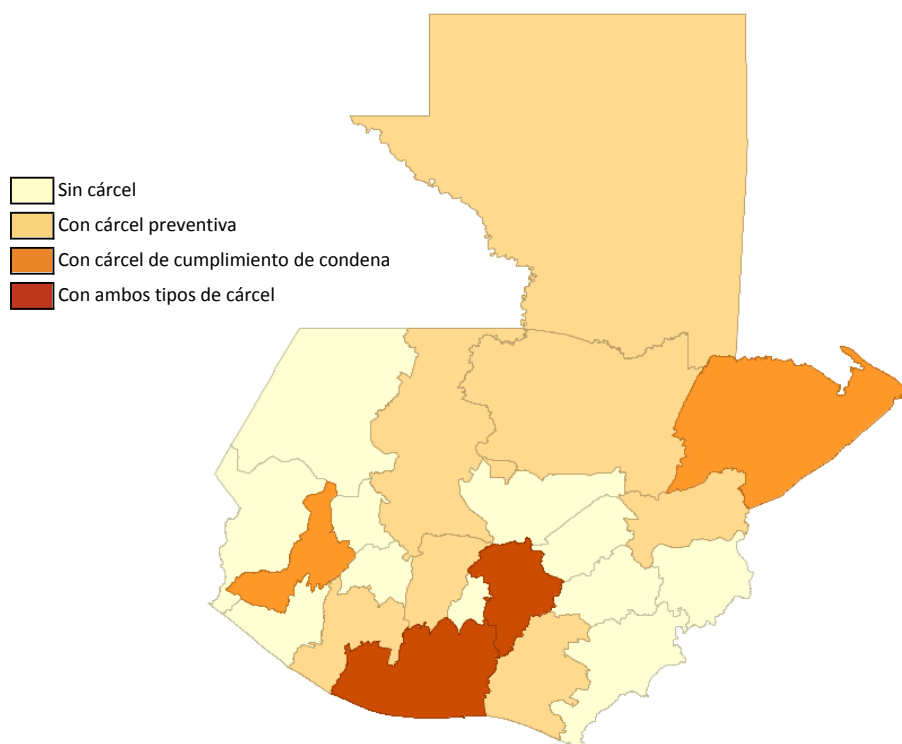 Sin cárcel
Con cárcel preventiva
Con cárcel de cumplimiento de condena
Con ambos tipos de cárcel